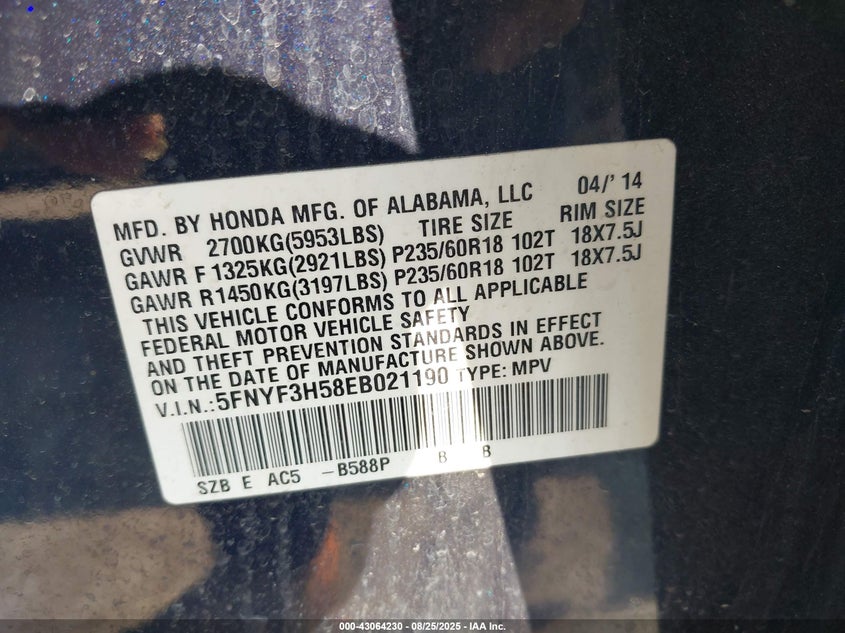 MFD. BY HONDA MFG. OF ALABAMA, LLC 04/'14
GVWR 2700KG(5953LBS) TIRE SIZE RIM SIZE
GAWR F 1325KG(2921LBS) P235/60R18 102T 18X7.5J
GAWR R 1450KG(3197LBS) P235/60R18 102T 18X7.5J
THIS VEHICLE CONFORMS TO ALL APPLICABLE
FEDERAL MOTOR VEHICLE SAFETY
AND THEFT PREVENTION STANDARDS IN EFFECT
ON THE DATE OF MANUFACTURE SHOWN ABOVE.
V.I.N.:5FNYF3H58EB021190 TYPE: MPV
SZB E AC5 -B588P B B
000-43064230 - 08/25/2025 - IAA Inc.